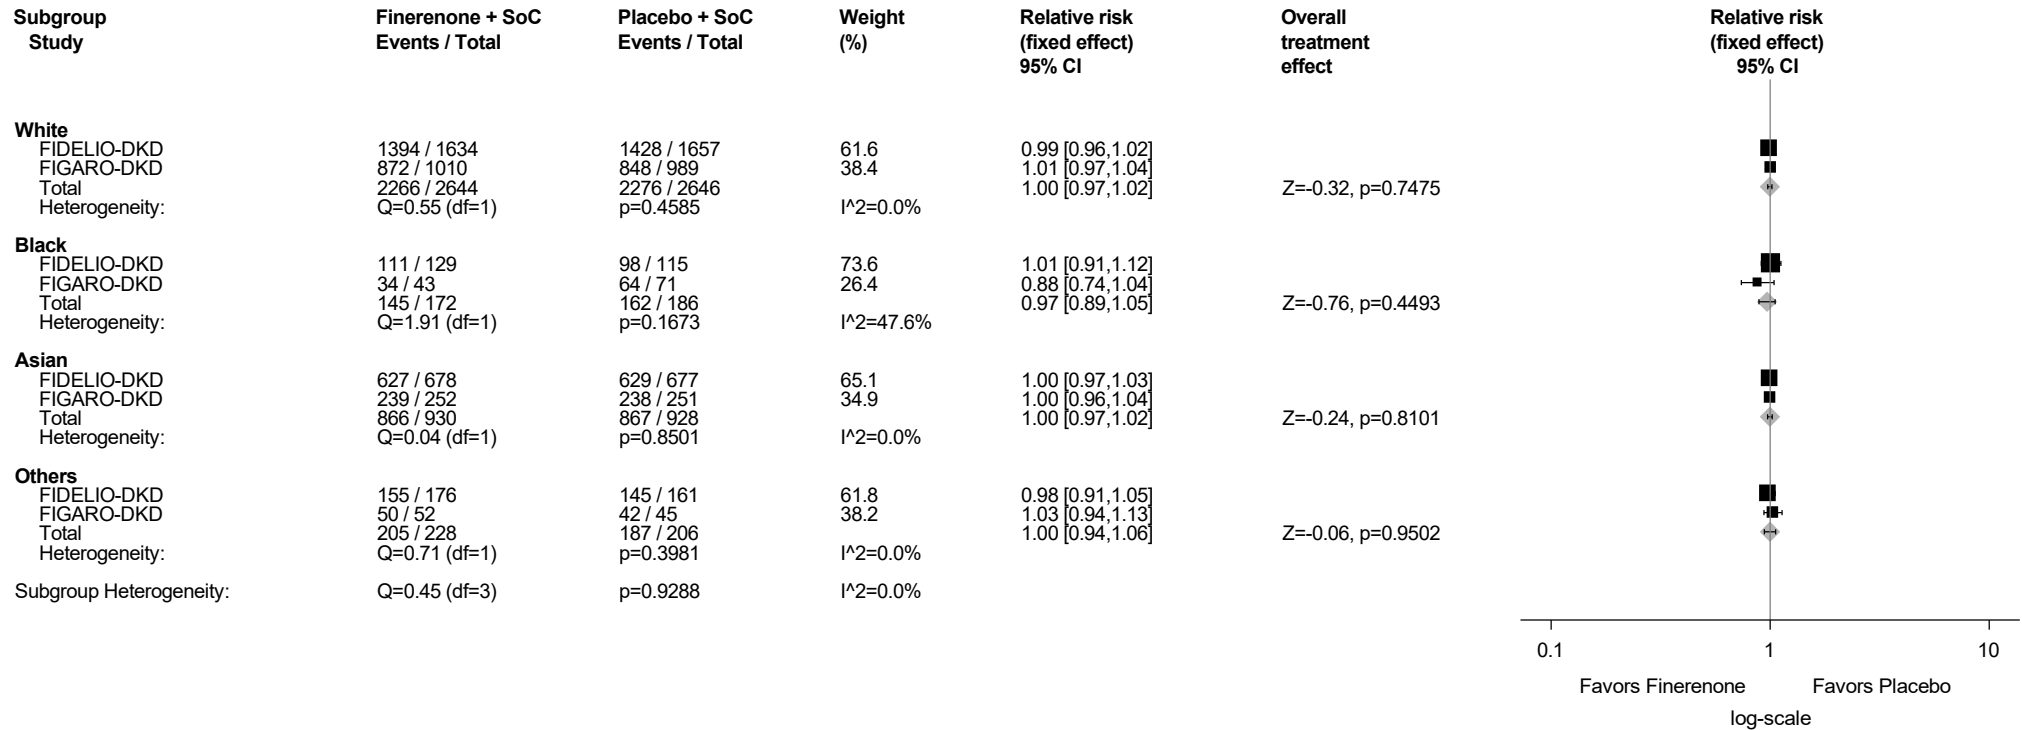 Subgroup Finerenone + SoC Placebo + SoC Weight Relative risk Overall Relative risk
Study Events / Total Events / Total (%) (fixed effect) treatment (fixed effect)
95% CI effect 95% CI
White
FIDELIO-DKD 1394 / 1634 1428 / 1657 61.6 0.99 [0.96,1.02]
FIGARO-DKD 872 / 1010 848 / 989 38.4 1.01 [0.97,1.04]
Total 2266 / 2644 2276 / 2646 1.00 [0.97,1.02] Z=-0.32, p=0.7475
Heterogeneity: Q=0.55 (df=1) p=0.4585 I^2=0.0%
Black
FIDELIO-DKD 111 / 129 98 / 115 73.6 1.01 [0.91,1.12]
FIGARO-DKD 34 / 43 64 / 71 26.4 0.88 [0.74,1.04]
Total 145 / 172 162 / 186 0.97 [0.89,1.05] Z=-0.76, p=0.4493
Heterogeneity: Q=1.91 (df=1) p=0.1673 I^2=47.6%
Asian
FIDELIO-DKD 627 / 678 629 / 677 65.1 1.00 [0.97,1.03]
FIGARO-DKD 239 / 252 238 / 251 34.9 1.00 [0.96,1.04]
Total 866 / 930 867 / 928 1.00 [0.97,1.02] Z=-0.24, p=0.8101
Heterogeneity: Q=0.04 (df=1) p=0.8501 I^2=0.0%
Others
FIDELIO-DKD 155 / 176 145 / 161 61.8 0.98 [0.91,1.05]
FIGARO-DKD 50 / 52 42 / 45 38.2 1.03 [0.94,1.13]
Total 205 / 228 187 / 206 1.00 [0.94,1.06] Z=-0.06, p=0.9502
Heterogeneity: Q=0.71 (df=1) p=0.3981 I^2=0.0%
Subgroup Heterogeneity: Q=0.45 (df=3) p=0.9288 I^2=0.0%
0.1 1 10
Favors Finerenone Favors Placebo
log-scale